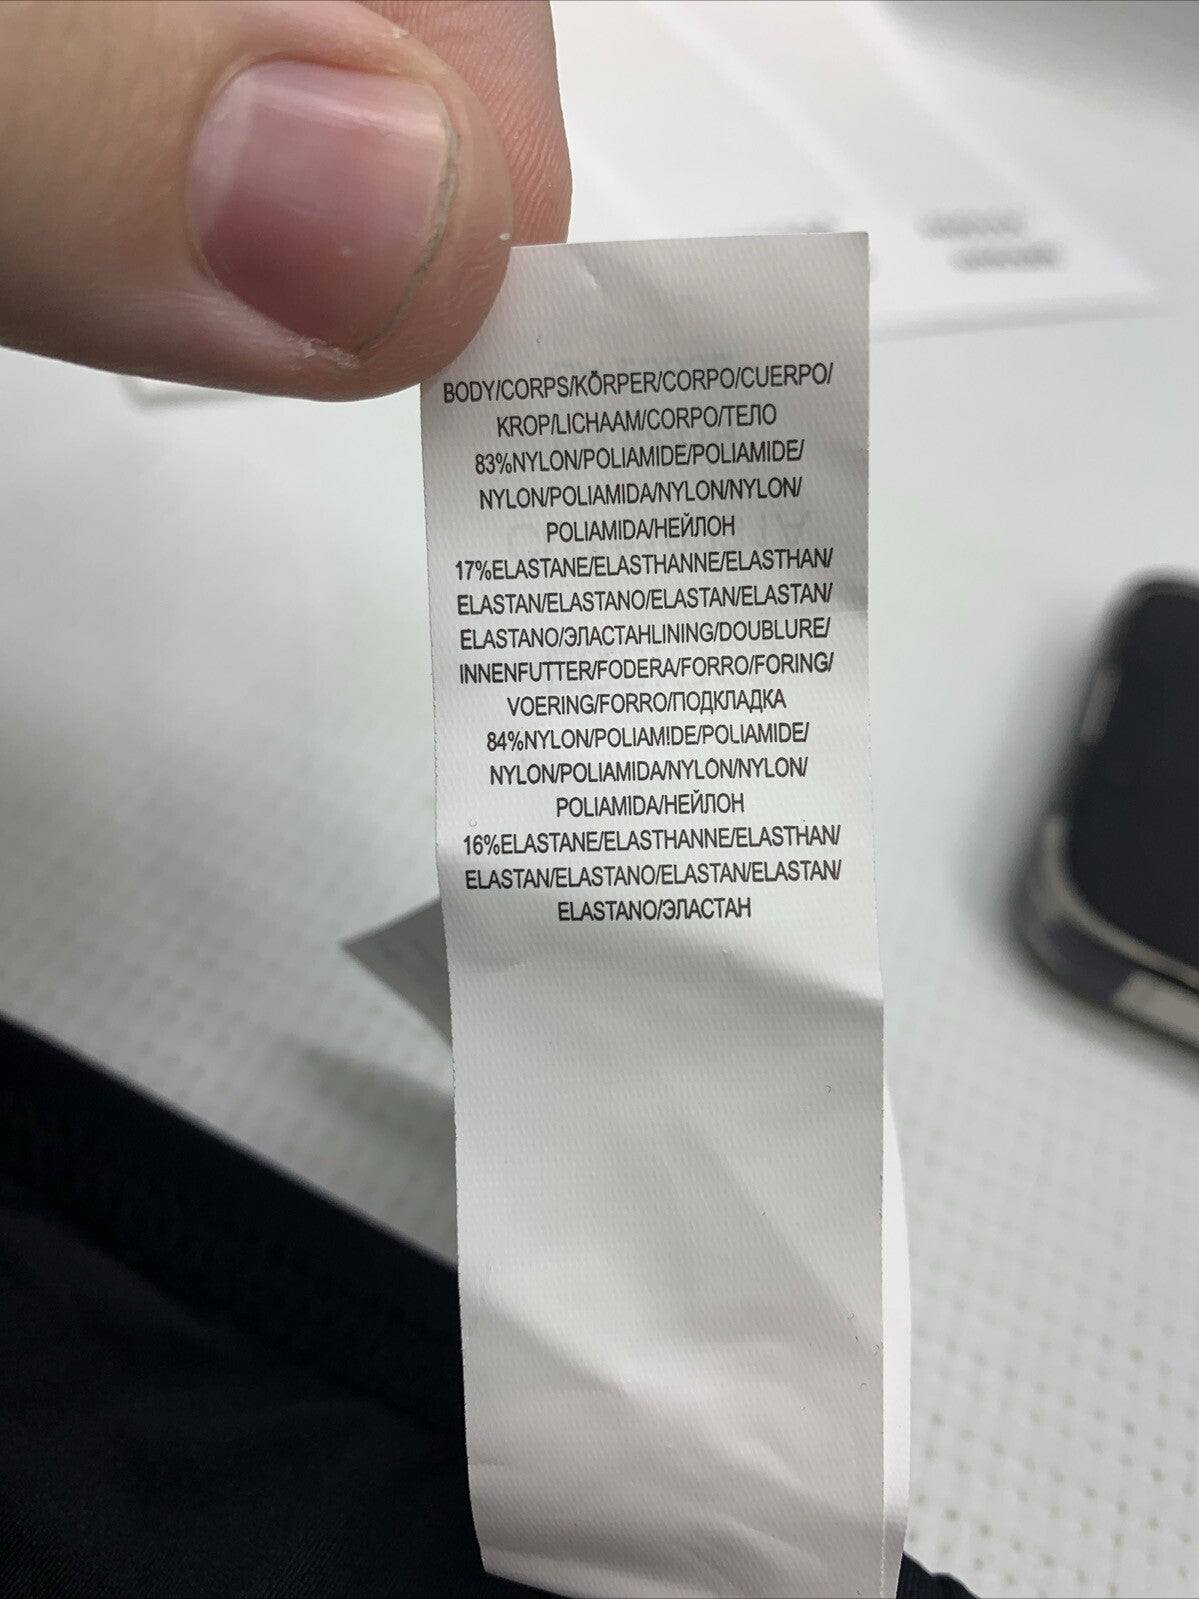 BODY/CORPS/KÖRPER/CORPO/CUERPO/
KROP/LICHAAM/CORPO/ТЕЛО
83%NYLON/POLIAMIDE/POLIAMIDE/
NYLON/POLIAMIDA/NYLON/NYLON/
POLIAMIDA/НЕЙЛОН
17%ELASTANE/ELASTHANNE/ELASTHAN/
ELASTAN/ELASTANO/ELASTAN/ELASTAN/
ELASTANO/ЭЛАСТАНLINING/DOUBLURE/
INNENFUTTER/FODERA/FORRO/FORING/
VOERING/FORRO/ПОДКЛАДКА
84%NYLON/POLIAMIDE/POLIAMIDE/
NYLON/POLIAMIDA/NYLON/NYLON/
POLIAMIDA/НЕЙЛОН
16%ELASTANE/ELASTHANNE/ELASTHAN/
ELASTAN/ELASTANO/ELASTAN/ELASTAN/
ELASTANO/ЭЛАСТАН